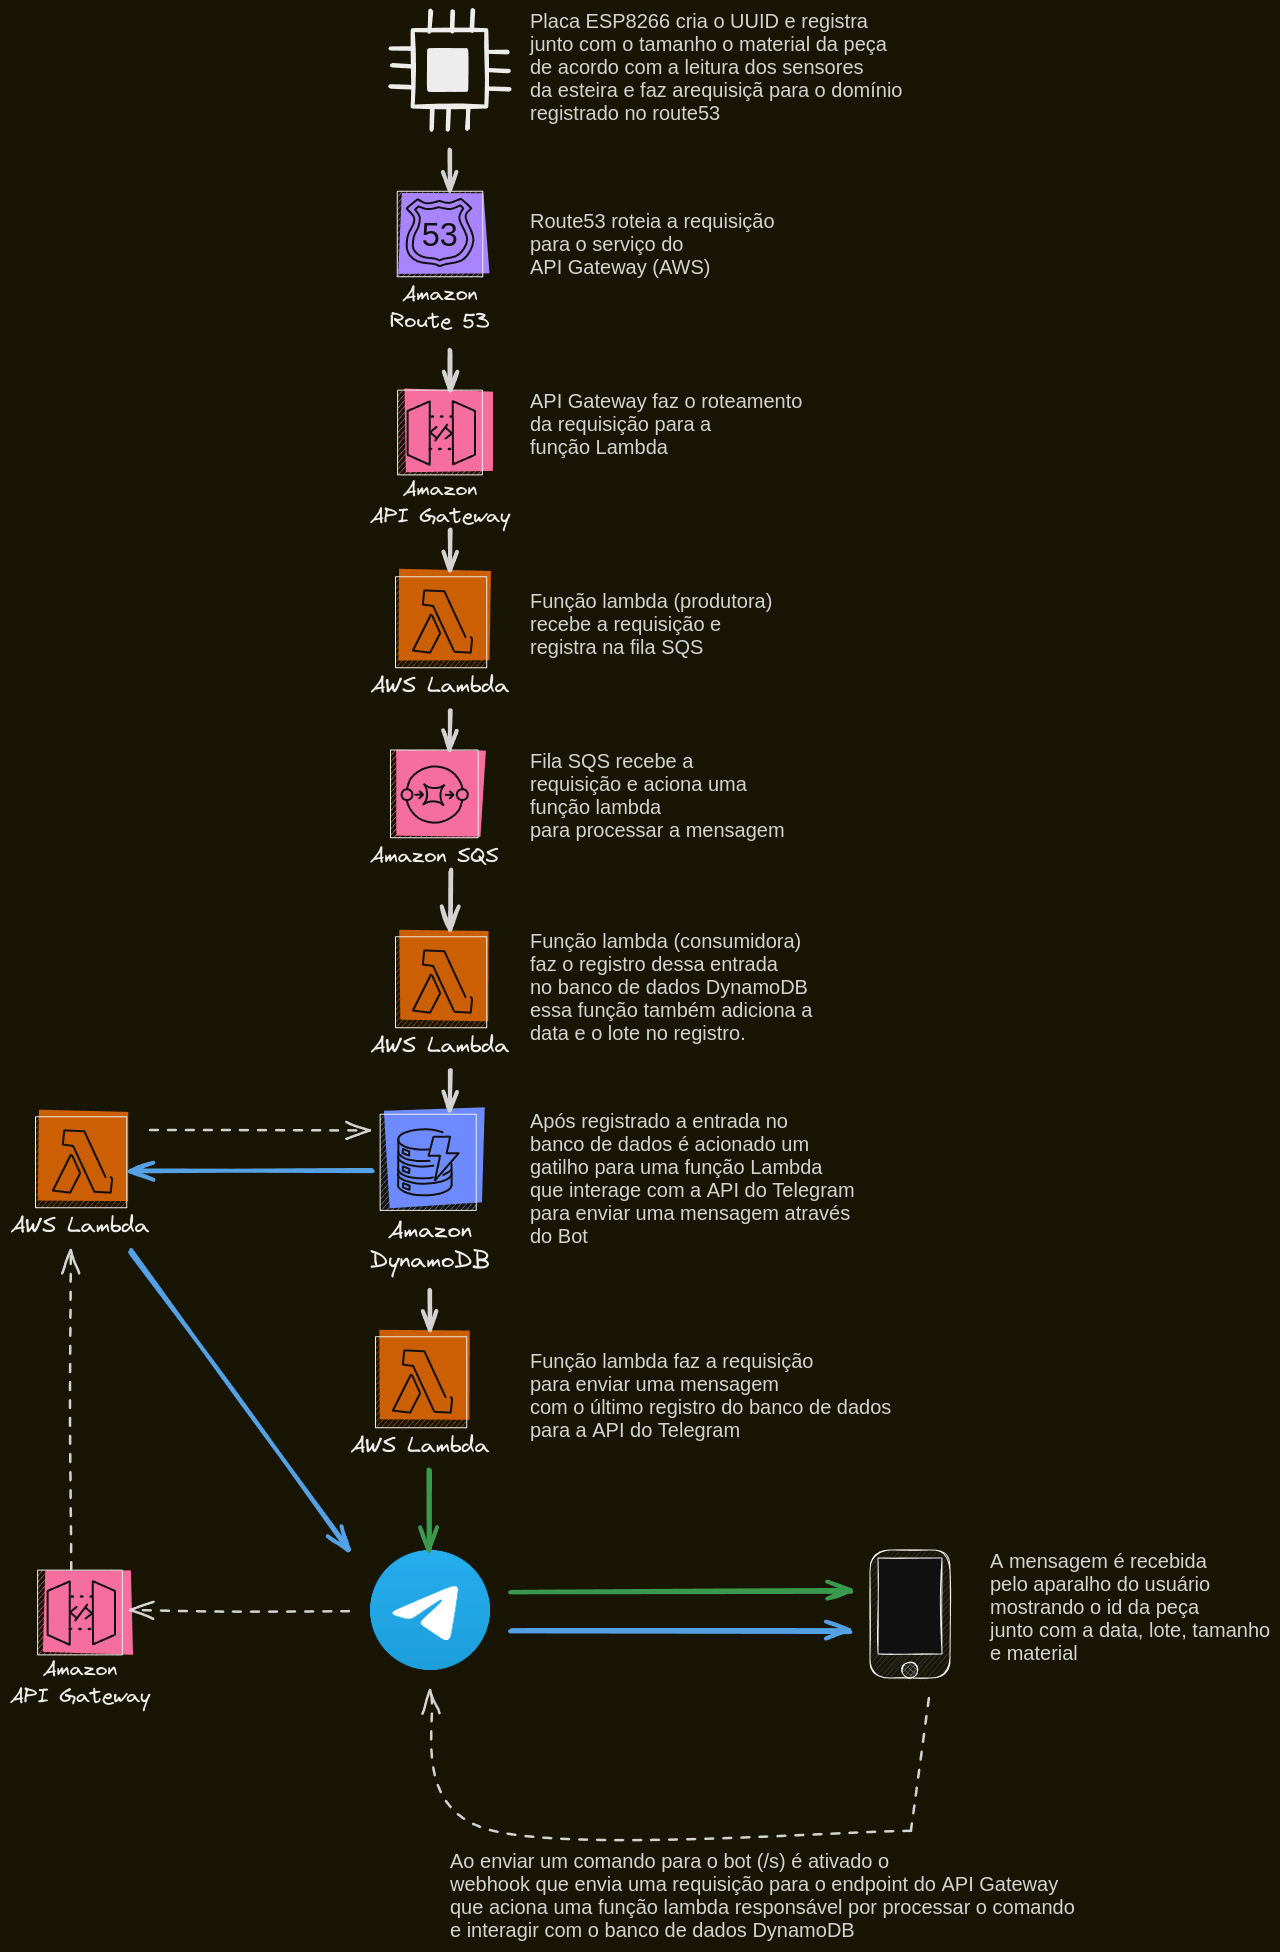 Placa ESP8266 cria o UUID e registra
junto com o tamanho o material da peça
de acordo com a leitura dos sensores
da esteira e faz arequisiçã para o domínio
registrado no route53
53
Amazon
Route 53
Route53 roteia a requisição
para o serviço do
API Gateway (AWS)
Amazon
API Gateway
API Gateway faz o roteamento
da requisição para a
função Lambda
AWS Lambda
Função lambda (produtora)
recebe a requisição e
registra na fila SQS
Amazon SQS
Fila SQS recebe a
requisição e aciona uma
função lambda
para processar a mensagem
AWS Lambda
Função lambda (consumidora)
faz o registro dessa entrada
no banco de dados DynamoDB
essa função também adiciona a
data e o lote no registro.
AWS Lambda
Amazon
DynamoDB
Após registrado a entrada no
banco de dados é acionado um
gatilho para uma função Lambda
que interage com a API do Telegram
para enviar uma mensagem através
do Bot
AWS Lambda
Função lambda faz a requisição
para enviar uma mensagem
com o último registro do banco de dados
para a API do Telegram
Amazon
API Gateway
A mensagem é recebida
pelo aparalho do usuário
mostrando o id da peça
junto com a data, lote, tamanho
e material
Ao enviar um comando para o bot (/s) é ativado o
webhook que envia uma requisição para o endpoint do API Gateway
que aciona uma função lambda responsável por processar o comando
e interagir com o banco de dados DynamoDB